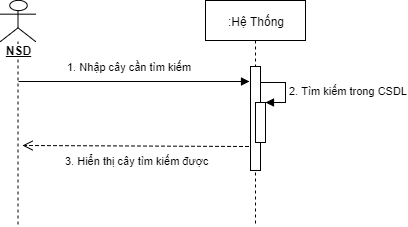 :Hệ Thống
NSD
1. Nhập cây cần tìm kiếm
2. Tìm kiếm trong CSDL
3. Hiển thị cây tìm kiếm được